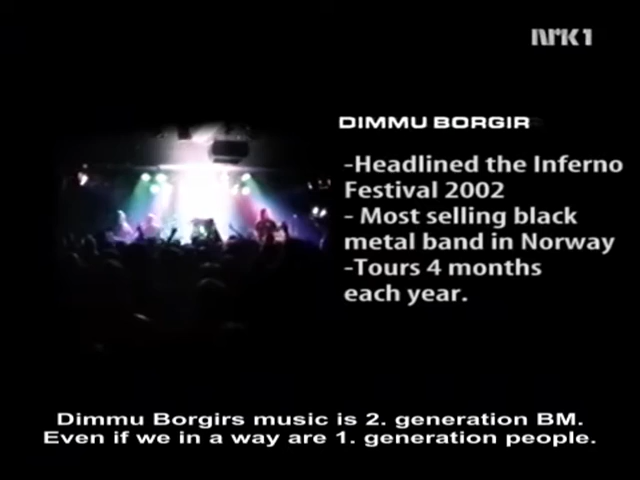 NRK1
DIMMU BORGIR
-Headlined the Inferno
Festival 2002
- Most selling black
metal band in Norway
-Tours 4 months
each year.
Dimmu Borgirs music is 2. generation BM.
Even if we in a way are 1. generation people.